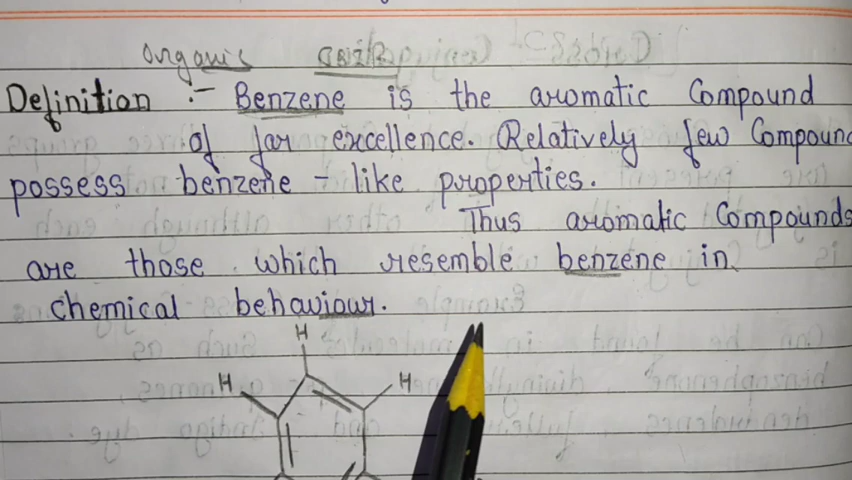 organic
Definition :- Benzene is the aromatic Compound
of far excellence. Relatively few Compound
possess benzene - like properties.
Thus aromatic Compounds
are those which resemble benzene in
chemical behaviour.
H
H H